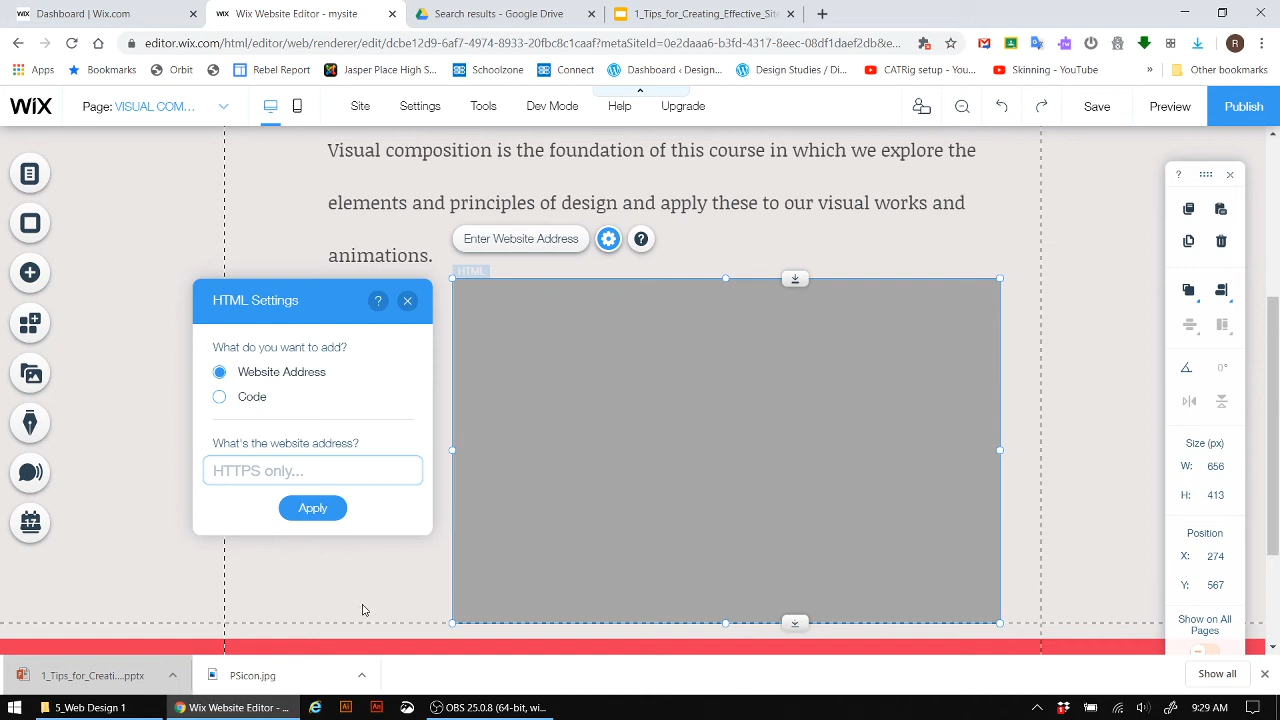 Dashboard | Wix.com
Wix Website Editor - mysite
Search results - Google Drive
1_Tips_for_Creating_Effective_Sit
editor.wix.com/html/editor/web/renderer/edit/
?metaSiteId=0e2daaa6-b3fd-4317-8eec-08df1daef2db&e...
R
Apps
Bookmarks
Orbit
Rebel Report
Jasper Place High S...
Schoolzone
Connect
Dashboard ‹ Design...
Design Studies / Di...
CATRig setup - You...
Skinning - YouTube
»
Other bookmarks
WiX
Page: VISUAL COM...
Site
Settings
Tools
Dev Mode
Help
Upgrade
Save
Preview
Publish
Visual composition is the foundation of this course in which we explore the
elements and principles of design and apply these to our visual works and
animations.
Enter Website Address
?
HTML
HTML Settings
?
What do you want to add?
Website Address
Code
What's the website address?
HTTPS only...
Apply
17
?
0°
Size (px)
W: 656
H: 413
Position
X: 274
Y: 567
Show on All
Pages
1_Tips_for_Creati....pptx
PSicon.jpg
Show all
5_Web Design 1
Wix Website Editor - ...
Ai
An
OBS 25.0.8 (64-bit, w...
9:29 AM